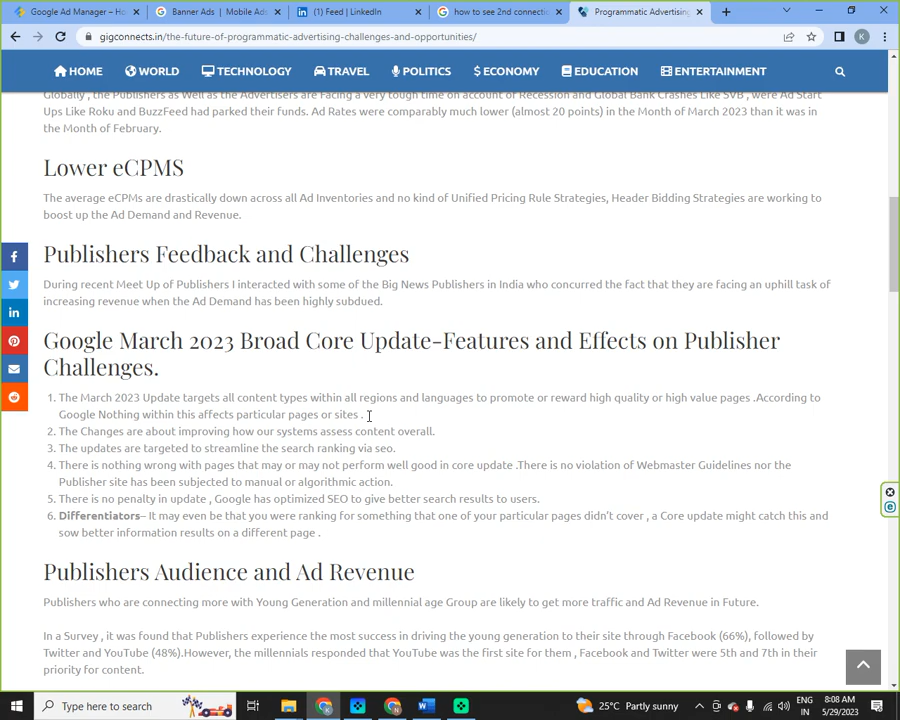 Google Ad Manager – Ho
Banner Ads | Mobile Ads
(1) Feed | LinkedIn
how to see 2nd connectio
Programmatic Advertising
gigconnects.in/the-future-of-programmatic-advertising-challenges-and-opportunities/
K
HOME WORLD TECHNOLOGY TRAVEL POLITICS ECONOMY EDUCATION ENTERTAINMENT
Globally , the Publishers as Well as the Advertisers are Facing a very tough time on account of Recession and Global Bank Crashes Like SVB , were Ad Start
Ups Like Roku and BuzzFeed had parked their funds. Ad Rates were comparably much lower (almost 20 points) in the Month of March 2023 than it was in
the Month of February.
Lower eCPMS
The average eCPMs are drastically down across all Ad Inventories and no kind of Unified Pricing Rule Strategies, Header Bidding Strategies are working to
boost up the Ad Demand and Revenue.
Publishers Feedback and Challenges
During recent Meet Up of Publishers I interacted with some of the Big News Publishers in India who concurred the fact that they are facing an uphill task of
increasing revenue when the Ad Demand has been highly subdued.
Google March 2023 Broad Core Update-Features and Effects on Publisher
Challenges.
1. The March 2023 Update targets all content types within all regions and languages to promote or reward high quality or high value pages .According to
Google Nothing within this affects particular pages or sites .
2. The Changes are about improving how our systems assess content overall.
3. The updates are targeted to streamline the search ranking via seo.
4. There is nothing wrong with pages that may or may not perform well good in core update .There is no violation of Webmaster Guidelines nor the
Publisher site has been subjected to manual or algorithmic action.
5. There is no penalty in update , Google has optimized SEO to give better search results to users.
6. Differentiators– It may even be that you were ranking for something that one of your particular pages didn't cover , a Core update might catch this and
sow better information results on a different page .
Publishers Audience and Ad Revenue
Publishers who are connecting more with Young Generation and millennial age Group are likely to get more traffic and Ad Revenue in Future.
In a Survey , it was found that Publishers experience the most success in driving the young generation to their site through Facebook (66%), followed by
Twitter and YouTube (48%).However, the millennials responded that YouTube was the first site for them , Facebook and Twitter were 5th and 7th in their
priority for content.
Type here to search
25°C Partly sunny
ENG
IN
8:08 AM
5/29/2023